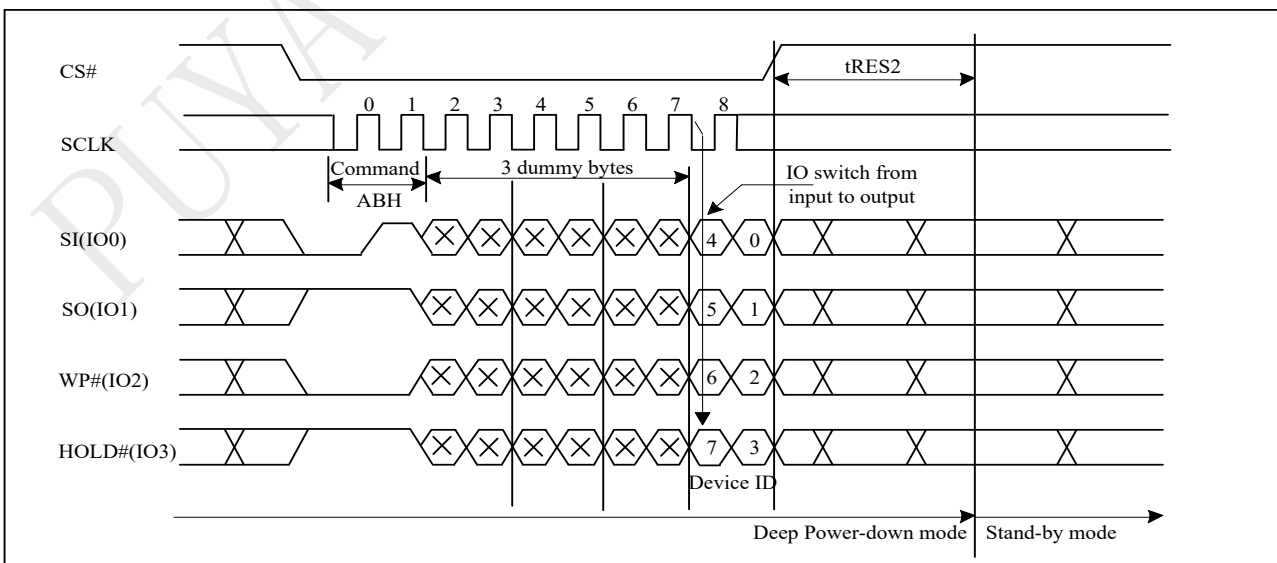 PUYA
CS#
tRES2
0 1 2 3 4 5 6 7 8
SCLK
Command
3 dummy bytes
ABH
IO switch from
input to output
SI(IO0)
4 0
SO(IO1)
5 1
WP#(IO2)
6 2
HOLD#(IO3)
7 3
Device ID
Deep Power-down mode
Stand-by mode